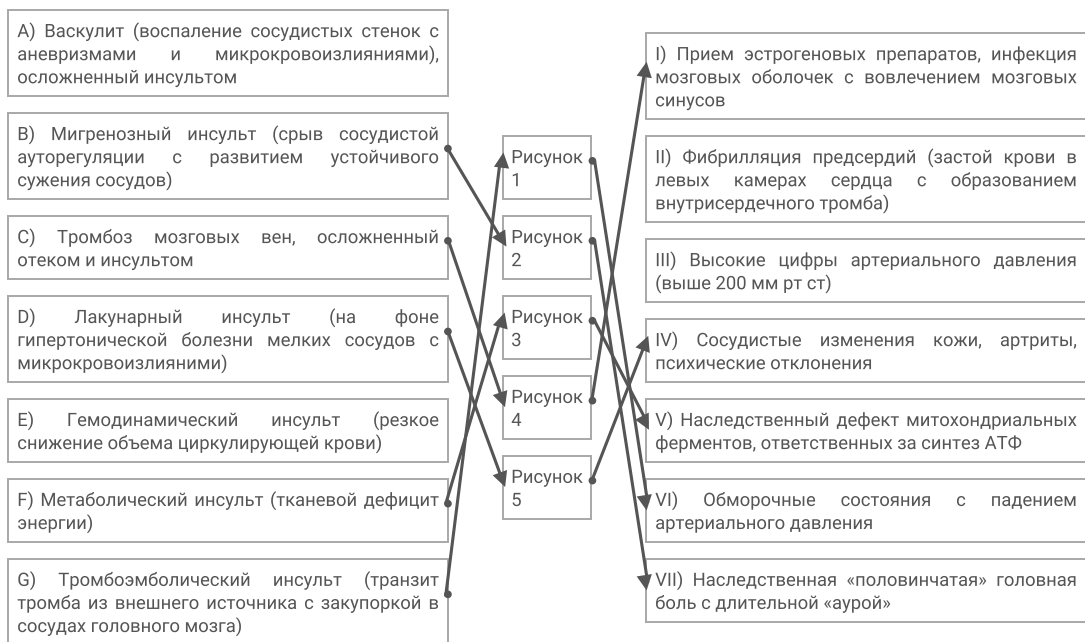 A) Васкулит (воспаление сосудистых стенок с
аневризмами и микрокровоизлияниями),
осложненный инсультом
B) Мигренозный инсульт (срыв сосудистой
ауторегуляции с развитием устойчивого
сужения сосудов)
C) Тромбоз мозговых вен, осложненный
отеком и инсультом
D) Лакунарный инсульт (на фоне
гипертонической болезни мелких сосудов с
микрокровоизлияними)
E) Гемодинамический инсульт (резкое
снижение объема циркулирующей крови)
F) Метаболический инсульт (тканевой дефицит
энергии)
G) Тромбоэмболический инсульт (транзит
тромба из внешнего источника с закупоркой в
сосудах головного мозга)
Рисунок
1
Рисунок
2
Рисунок
3
Рисунок
4
Рисунок
5
I) Прием эстрогеновых препаратов, инфекция
мозговых оболочек с вовлечением мозговых
синусов
II) Фибрилляция предсердий (застой крови в
левых камерах сердца с образованием
внутрисердечного тромба)
III) Высокие цифры артериального давления
(выше 200 мм рт ст)
IV) Сосудистые изменения кожи, артриты,
психические отклонения
V) Наследственный дефект митохондриальных
ферментов, ответственных за синтез АТФ
VI) Обморочные состояния с падением
артериального давления
VII) Наследственная «половинчатая» головная
боль с длительной «аурой»